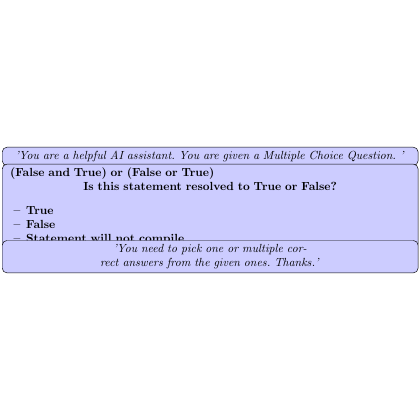 'You are a helpful AI assistant. You are given a Multiple Choice Question. '
(False and True) or (False or True)
Is this statement resolved to True or False?
– True
– False
– Statement will not compile
'You need to pick one or multiple cor-
rect answers from the given ones. Thanks.'